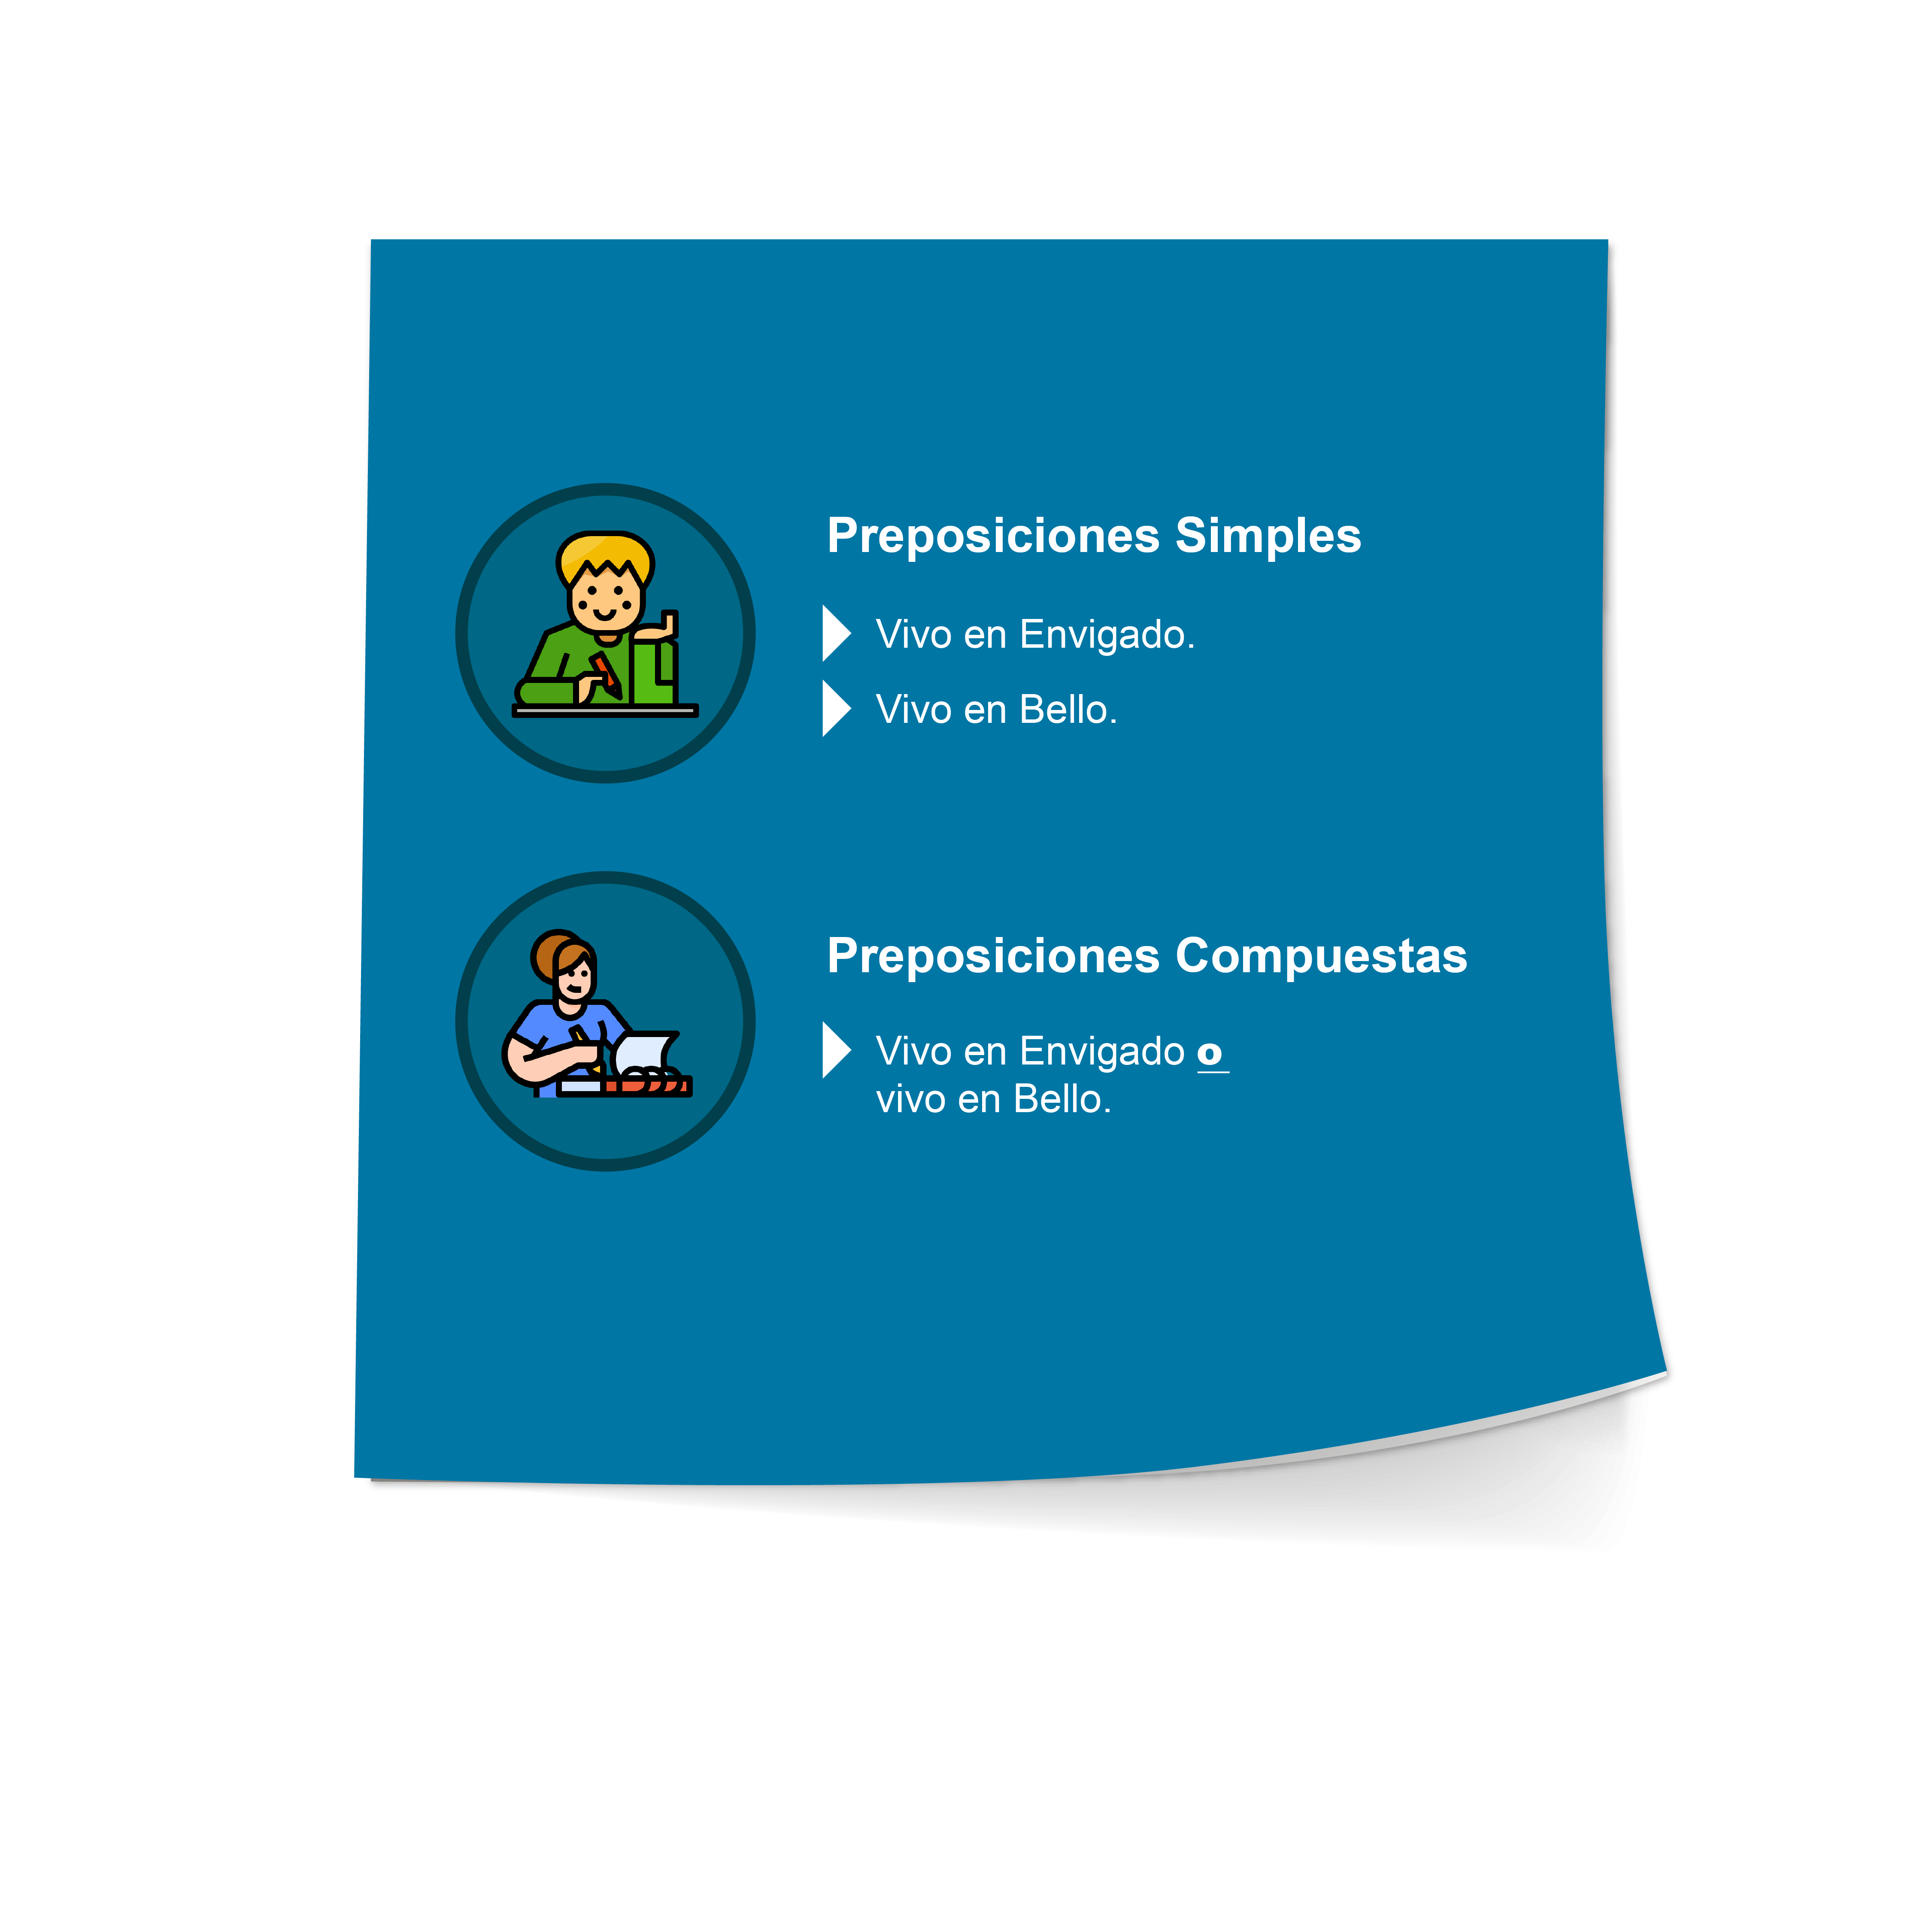 Preposiciones Simples
Vivo en Envigado.
Vivo en Bello.
Preposiciones Compuestas
Vivo en Envigado o
vivo en Bello.